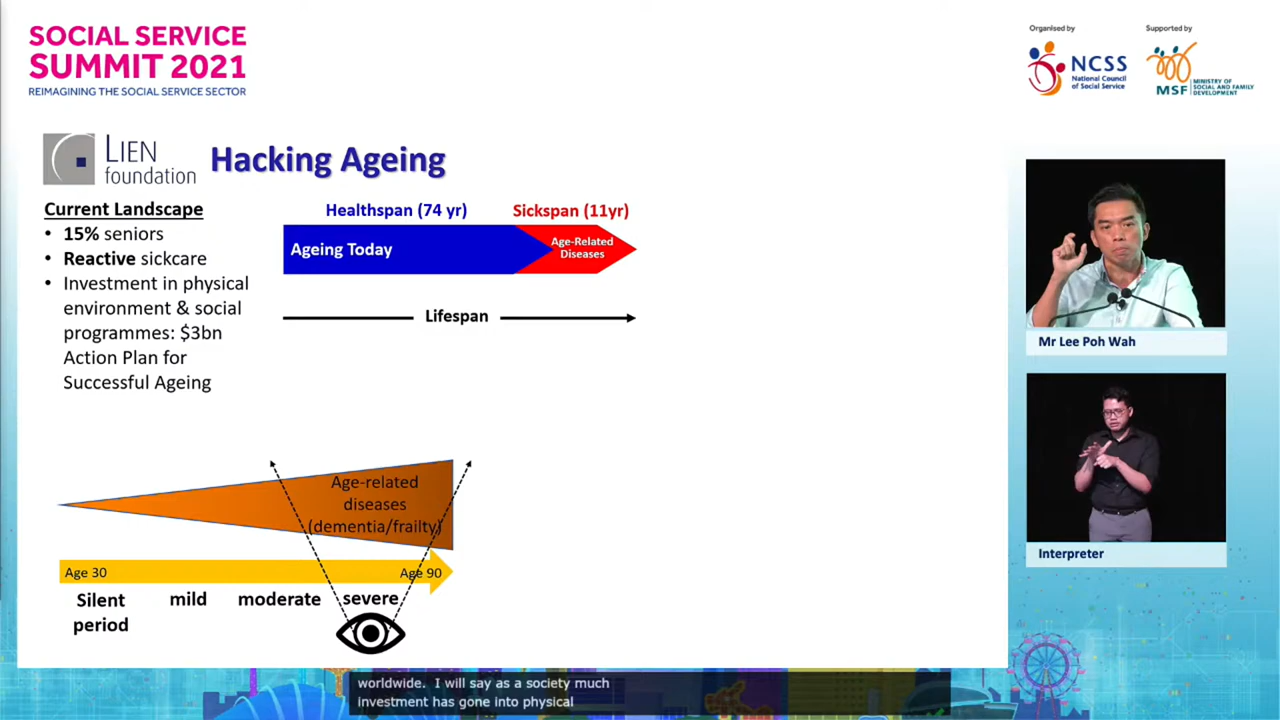 SOCIAL SERVICE
SUMMIT 2021
REIMAGINING THE SOCIAL SERVICE SECTOR
Organised by
NCSS
National Council
of Social Service
Supported by
MSF
MINISTRY OF
SOCIAL AND FAMILY
DEVELOPMENT
LIEN
foundation
Hacking Ageing
Current Landscape
• 15% seniors
• Reactive sickcare
• Investment in physical
environment & social
programmes: $3bn
Action Plan for
Successful Ageing
Healthspan (74 yr)
Sickspan (11yr)
Ageing Today
Age-Related
Diseases
Lifespan
Age-related
diseases
(dementia/frailty)
Age 30
Age 90
Silent
period
mild
moderate
severe
Mr Lee Poh Wah
Interpreter
worldwide. I will say as a society much
investment has gone into physical